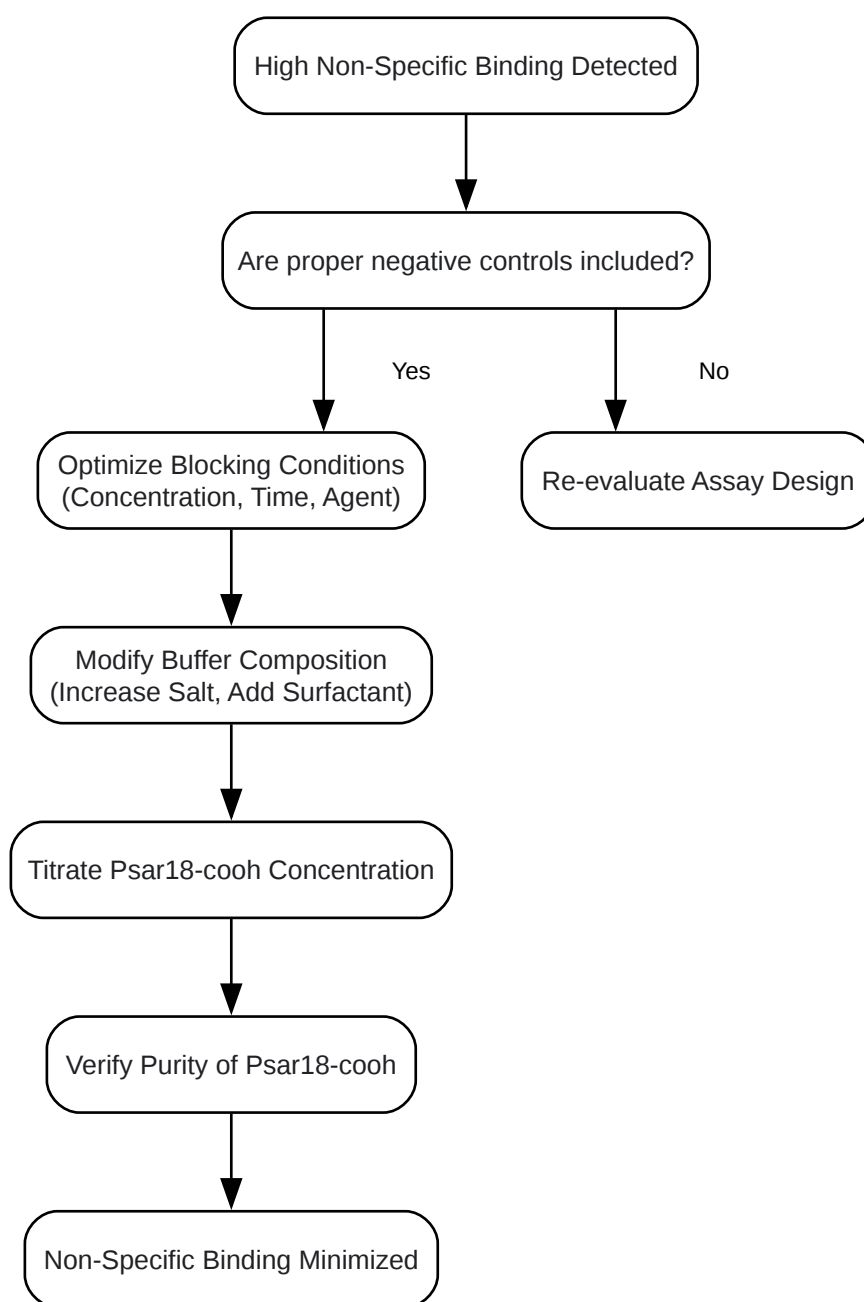 High Non-Specific Binding Detected
Are proper negative controls included?
Yes
No
Optimize Blocking Conditions
(Concentration, Time, Agent)
Re-evaluate Assay Design
Modify Buffer Composition
(Increase Salt, Add Surfactant)
Titrate Psar18-cooh Concentration
Verify Purity of Psar18-cooh
Non-Specific Binding Minimized